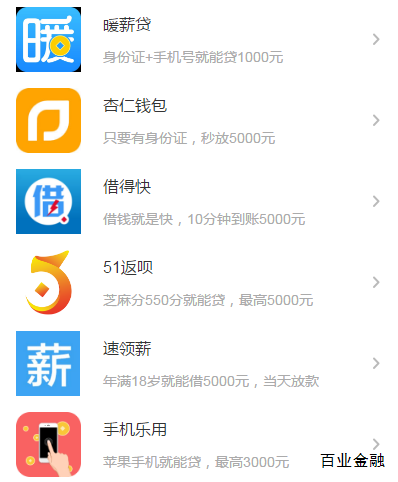 暖
暖薪贷
身份证+手机号就能贷1000元
杏仁钱包
只要有身份证，秒放5000元
借
借得快
借钱就是快，10分钟到账5000元
51返呗
芝麻分550分就能贷，最高5000元
薪
速领薪
年满18岁就能借5000元，当天放款
手机乐用
苹果手机就能贷，最高3000元
百业金融